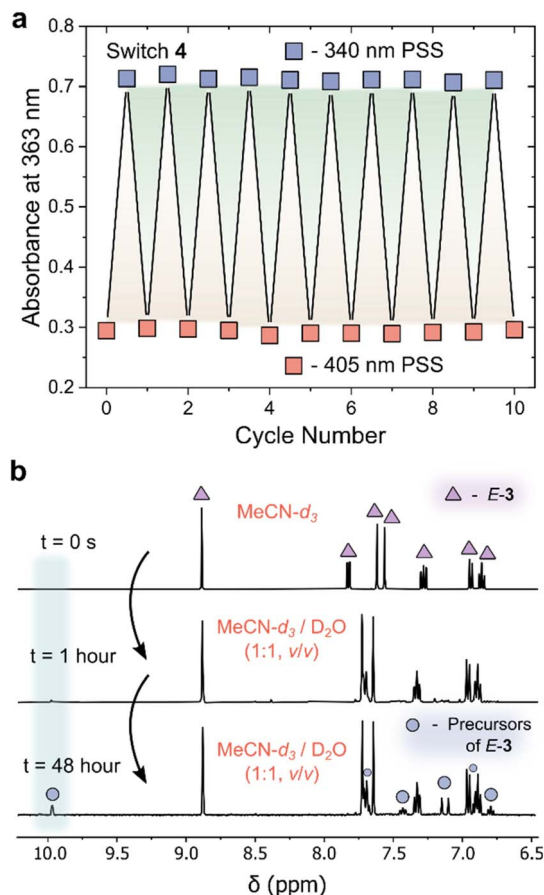 a
Switch 4
- 340 nm PSS
Absorbance at 363 nm
0.8
0.7
0.6
0.5
0.4
0.3
0.2
- 405 nm PSS
0 2 4 6 8 10
Cycle Number
b
- E-3
MeCN-d3
t = 0 s
MeCN-d3 / D2O
(1:1, v/v)
t = 1 hour
- Precursors
of E-3
MeCN-d3 / D2O
(1:1, v/v)
t = 48 hour
10.0 9.5 9.0 8.5 8.0 7.5 7.0 6.5
δ (ppm)